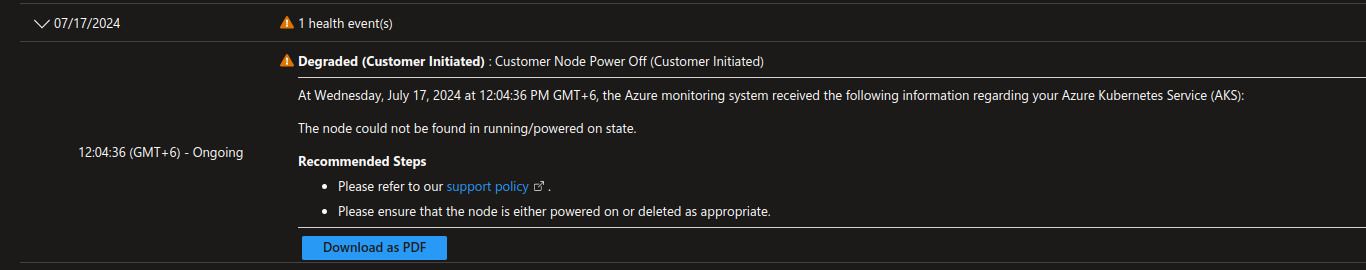 07/17/2024 1 health event(s)
Degraded (Customer Initiated) : Customer Node Power Off (Customer Initiated)
At Wednesday, July 17, 2024 at 12:04:36 PM GMT+6, the Azure monitoring system received the following information regarding your Azure Kubernetes Service (AKS):
The node could not be found in running/powered on state.
12:04:36 (GMT+6) - Ongoing
Recommended Steps
• Please refer to our support policy .
• Please ensure that the node is either powered on or deleted as appropriate.
Download as PDF